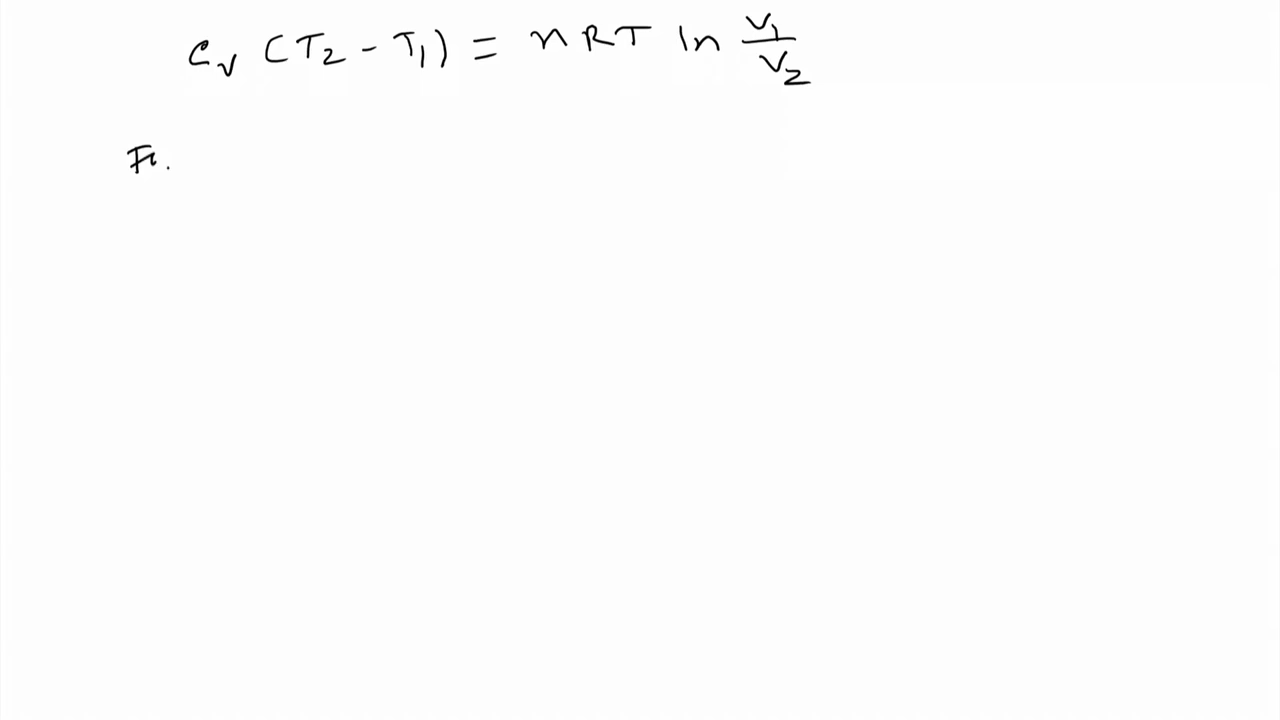 Cᵥ (T₂ - T₁) = nRT ln V₁/V₂